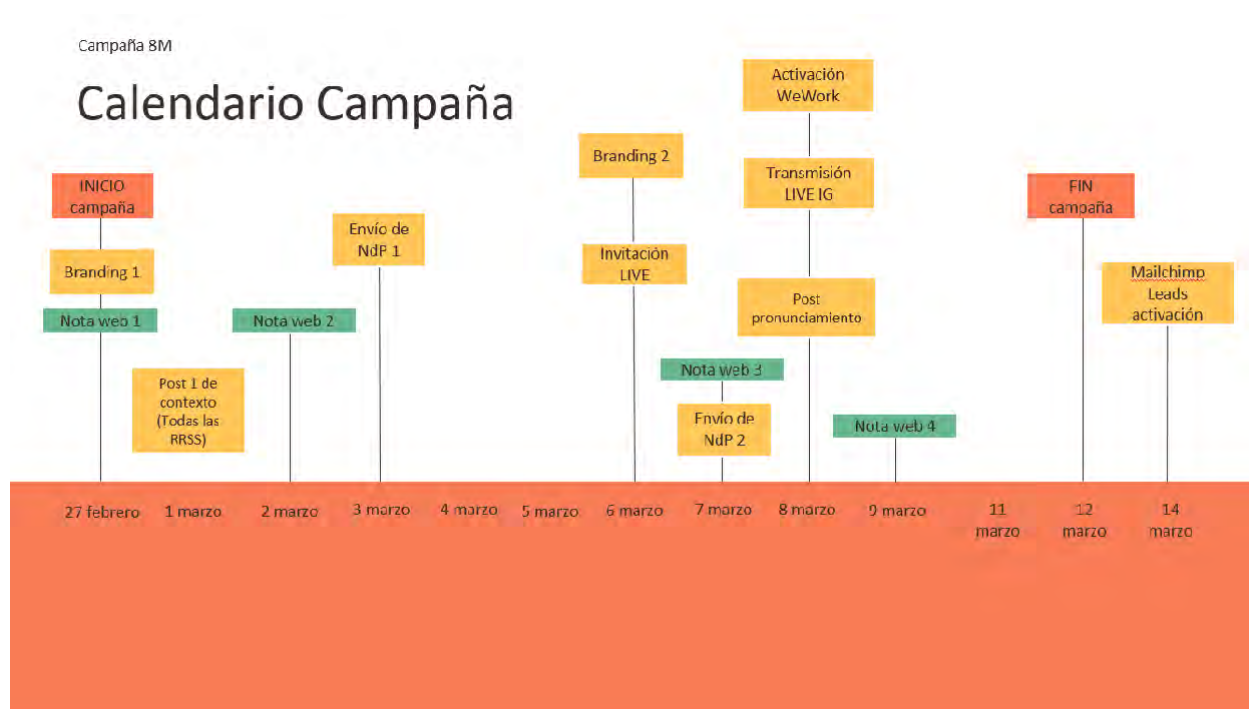 Campaña 8M
Calendario Campaña
INICIO
campaña
Branding 1
Nota web 1
Post 1 de
contexto
(Todas las
RRSS)
Nota web 2
Envío de
NdP 1
Branding 2
Invitación
LIVE
Nota web 3
Envío de
NdP 2
Activación
WeWork
Transmisión
LIVE IG
Post
pronunciamiento
Nota web 4
FIN
campaña
Mailchimp
Leads
activación
27 febrero
1 marzo
2 marzo
3 marzo
4 marzo
5 marzo
6 marzo
7 marzo
8 marzo
9 marzo
11
marzo
12
marzo
14
marzo